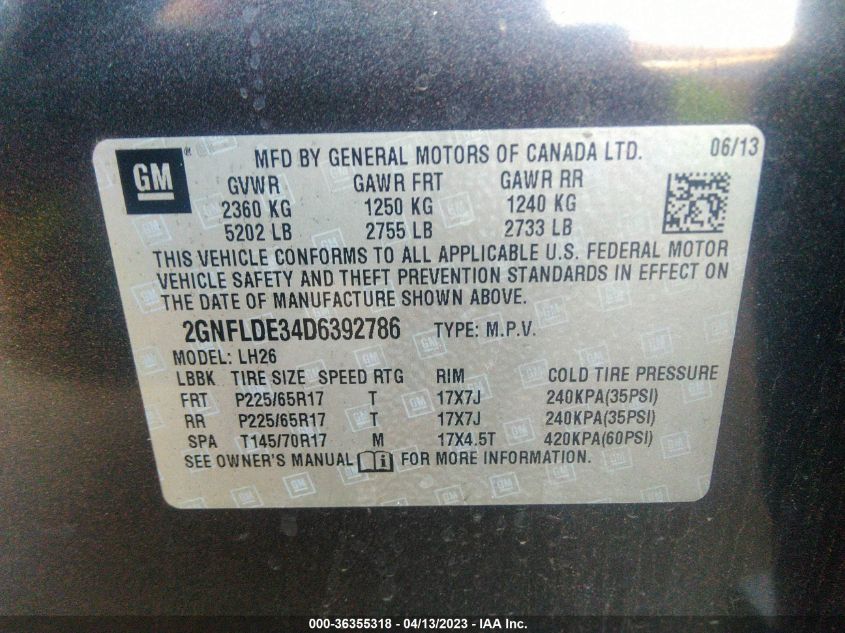 GM ® MFD BY GENERAL MOTORS OF CANADA LTD. 06/13
GVWR GAWR FRT GAWR RR
2360 KG 1250 KG 1240 KG
5202 LB 2755 LB 2733 LB
THIS VEHICLE CONFORMS TO ALL APPLICABLE U.S. FEDERAL MOTOR
VEHICLE SAFETY AND THEFT PREVENTION STANDARDS IN EFFECT ON
THE DATE OF MANUFACTURE SHOWN ABOVE.
2GNFLDE34D6392786 TYPE: M.P.V.
MODEL: LH26
LBBK TIRE SIZE SPEED RTG RIM COLD TIRE PRESSURE
FRT P225/65R17 T 17X7J 240KPA(35PSI)
RR P225/65R17 T 17X7J 240KPA(35PSI)
SPA T145/70R17 M 17X4.5T 420KPA(60PSI)
SEE OWNER'S MANUAL FOR MORE INFORMATION.
000-36355318 - 04/13/2023 - IAA Inc.